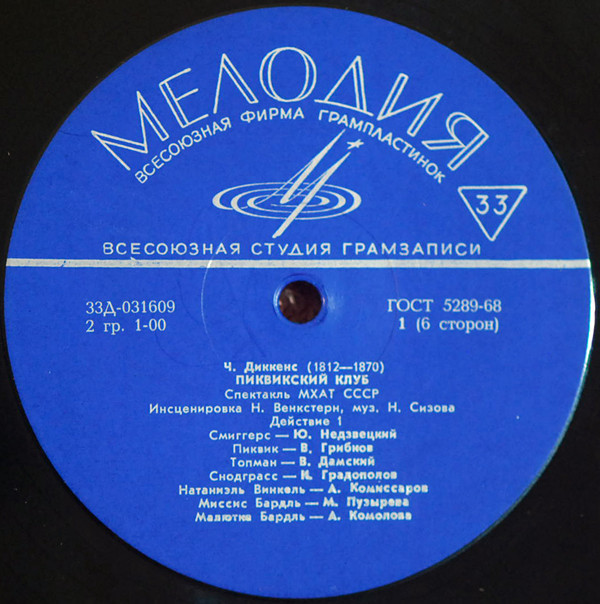 МЕЛОДИЯ
ВСЕСОЮЗНАЯ ФИРМА ГРАМПЛАСТИНОК
33
ВСЕСОЮЗНАЯ СТУДИЯ ГРАМЗАПИСИ
33Д-031609
ГОСТ 5289-68
2 гр. 1-00
1 (6 сторон)
Ч. Диккенс (1812—1870)
ПИКВИКСКИЙ КЛУБ
Спектакль МХАТ СССР
Инсценировка Н. Венкстерн, муз. Н. Сизова
Действие 1
Смиггерс — Ю. Недзвецкий
Пиквик — В. Грибков
Топман — В. Дамский
Снодграсс — И. Градополов
Натаниэль Винкель — А. Комиссаров
Миссис Бардль — М. Пузырева
Малютка Бардль — А. Комолова